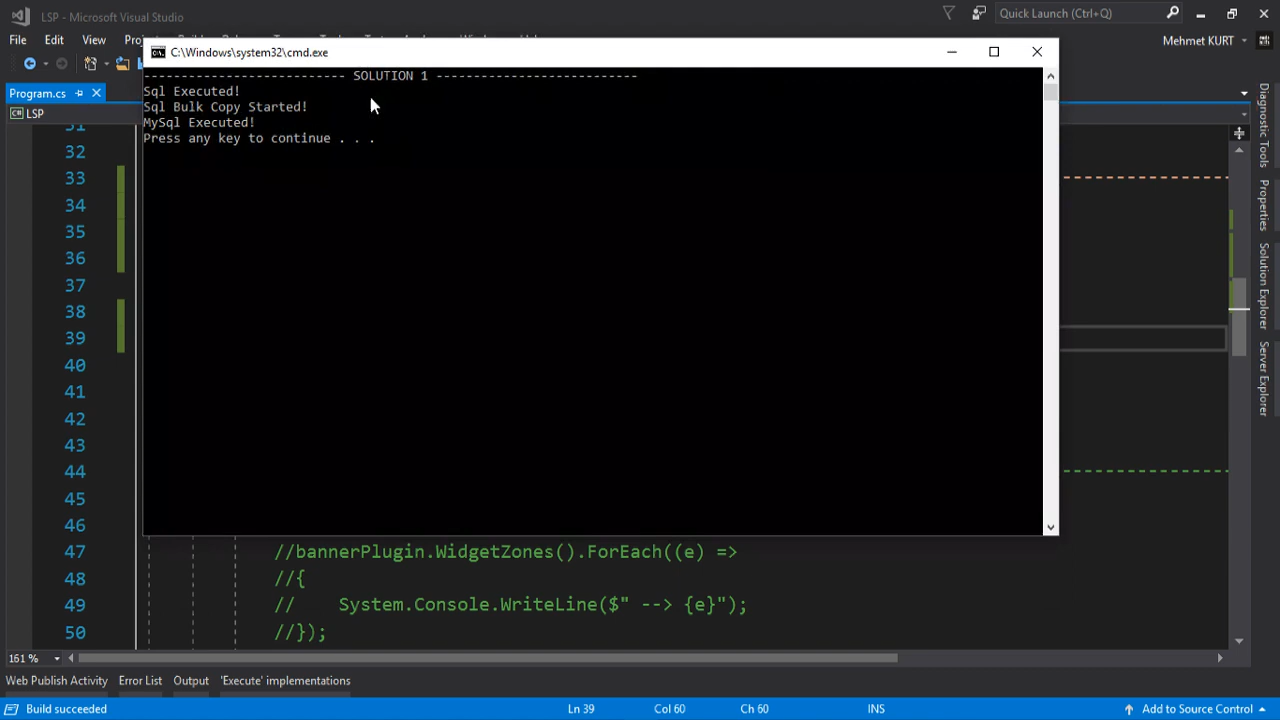 LSP - Microsoft Visual Studio
Quick Launch (Ctrl+Q)
File Edit View
Mehmet KURT
C:\Windows\system32\cmd.exe
Program.cs
LSP
--------------------------- SOLUTION 1 ---------------------------
Sql Executed!
Sql Bulk Copy Started!
MySql Executed!
Press any key to continue . . .
31
32
33
34
35
36
37
38
39
40
41
42
43
44
45
46
47 //bannerPlugin.WidgetZones().ForEach((e) =>
48 //{
49 // System.Console.WriteLine($" --> {e}");
50 //});
Diagnostic Tools
Properties
Solution Explorer
Server Explorer
161 %
Web Publish Activity Error List Output 'Execute' implementations
Build succeeded Ln 39 Col 60 Ch 60 INS Add to Source Control